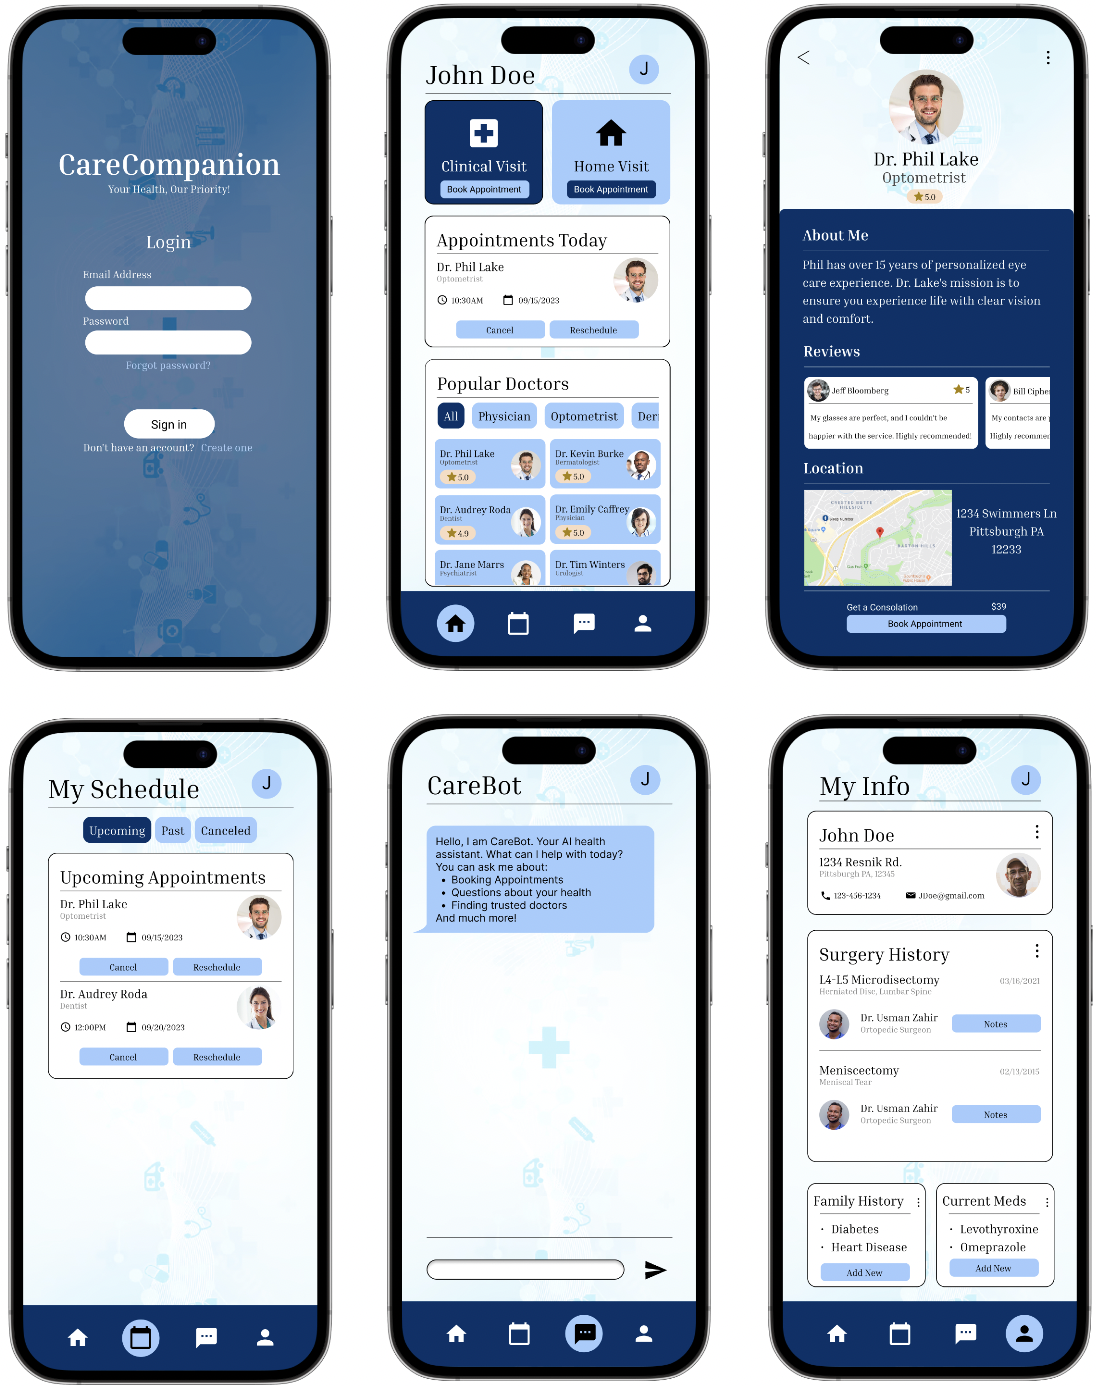 CareCompanion
Your Health, Our Priority!
Login
Email Address
Password
Forgot password?
Sign in
Don't have an account? Create one
John Doe
J
Clinical Visit
Book Appointment
Home Visit
Book Appointment
Appointments Today
Dr. Phil Lake
Optometrist
10:30AM 09/15/2023
Cancel Reschedule
Popular Doctors
All Physician Optometrist Der
Dr. Phil Lake
Optometrist
5.0
Dr. Kevin Burke
Dermatologist
5.0
Dr. Audrey Roda
Dentist
4.9
Dr. Emily Caffrey
Physician
5.0
Dr. Jane Marrs
Psychiatrist
Dr. Tim Winters
Urologist
Dr. Phil Lake
Optometrist
5.0
About Me
Phil has over 15 years of personalized eye
care experience. Dr. Lake's mission is to
ensure you experience life with clear vision
and comfort.
Reviews
Jeff Bloomberg 5
My glasses are perfect, and I couldn't be
happier with the service. Highly recommended!
Bill Cipher
My contacts are
Highly recommen
Location
1234 Swimmers Ln
Pittsburgh PA
12233
Get a Consolation $39
Book Appointment
My Schedule
J
Upcoming Past Canceled
Upcoming Appointments
Dr. Phil Lake
Optometrist
10:30AM 09/15/2023
Cancel Reschedule
Dr. Audrey Roda
Dentist
12:00PM 09/20/2023
Cancel Reschedule
CareBot
J
Hello, I am CareBot. Your AI health
assistant. What can I help with today?
You can ask me about:
• Booking Appointments
• Questions about your health
• Finding trusted doctors
And much more!
My Info
J
John Doe
1234 Resnik Rd.
Pittsburgh PA, 12345
123-456-1234 JDoe@gmail.com
Surgery History
L4-L5 Microdisectomy 03/16/2021
Herniated Disc, Lumbar Spine
Dr. Usman Zahir
Ortopedic Surgeon
Notes
Meniscectomy 02/13/2015
Meniscal Tear
Dr. Usman Zahir
Ortopedic Surgeon
Notes
Family History
· Diabetes
· Heart Disease
Add New
Current Meds
· Levothyroxine
· Omeprazole
Add New